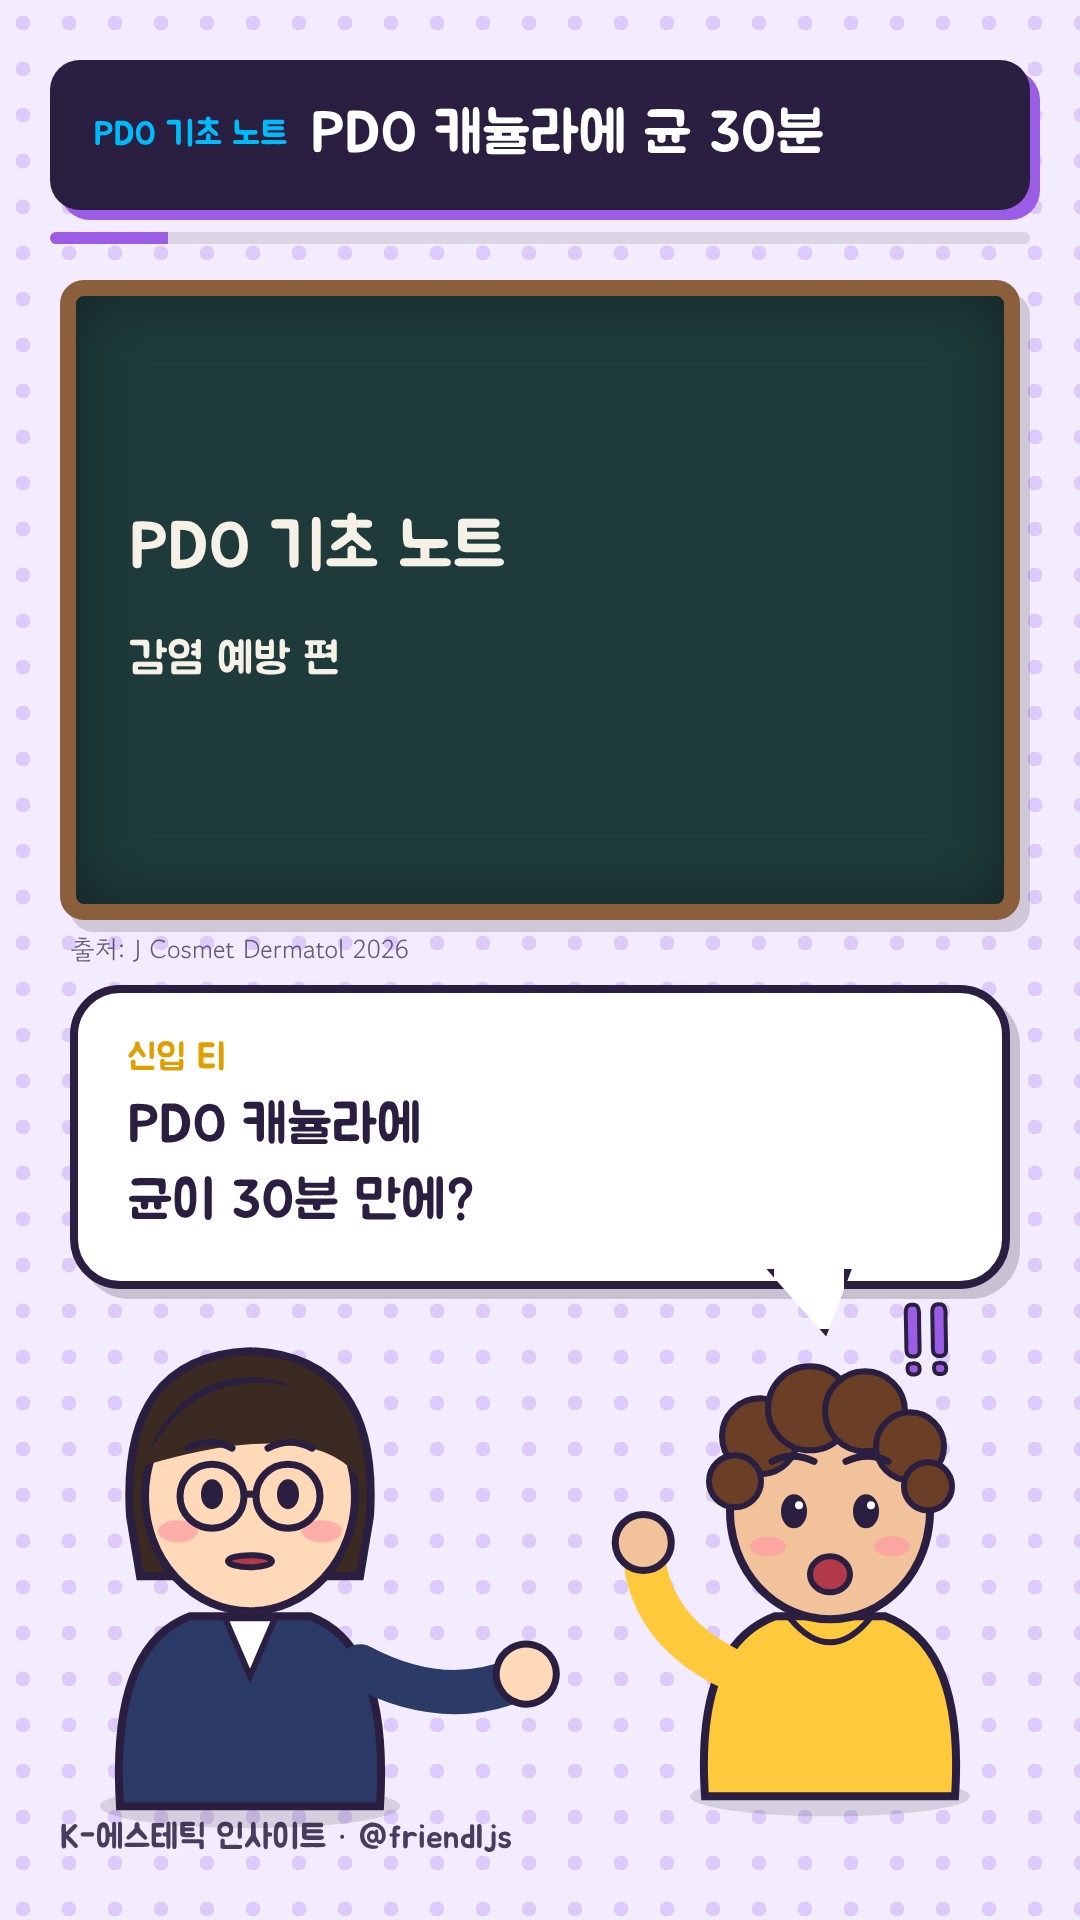 PDO 기초 노트 PDO 캐뉼라에 균 30분
PDO 기초 노트
감염 예방 편
출처: J Cosmet Dermatol 2026
신입 티
PDO 캐뉼라에
균이 30분 만에?
!!
K-에스테틱 인사이트 · @friendljs